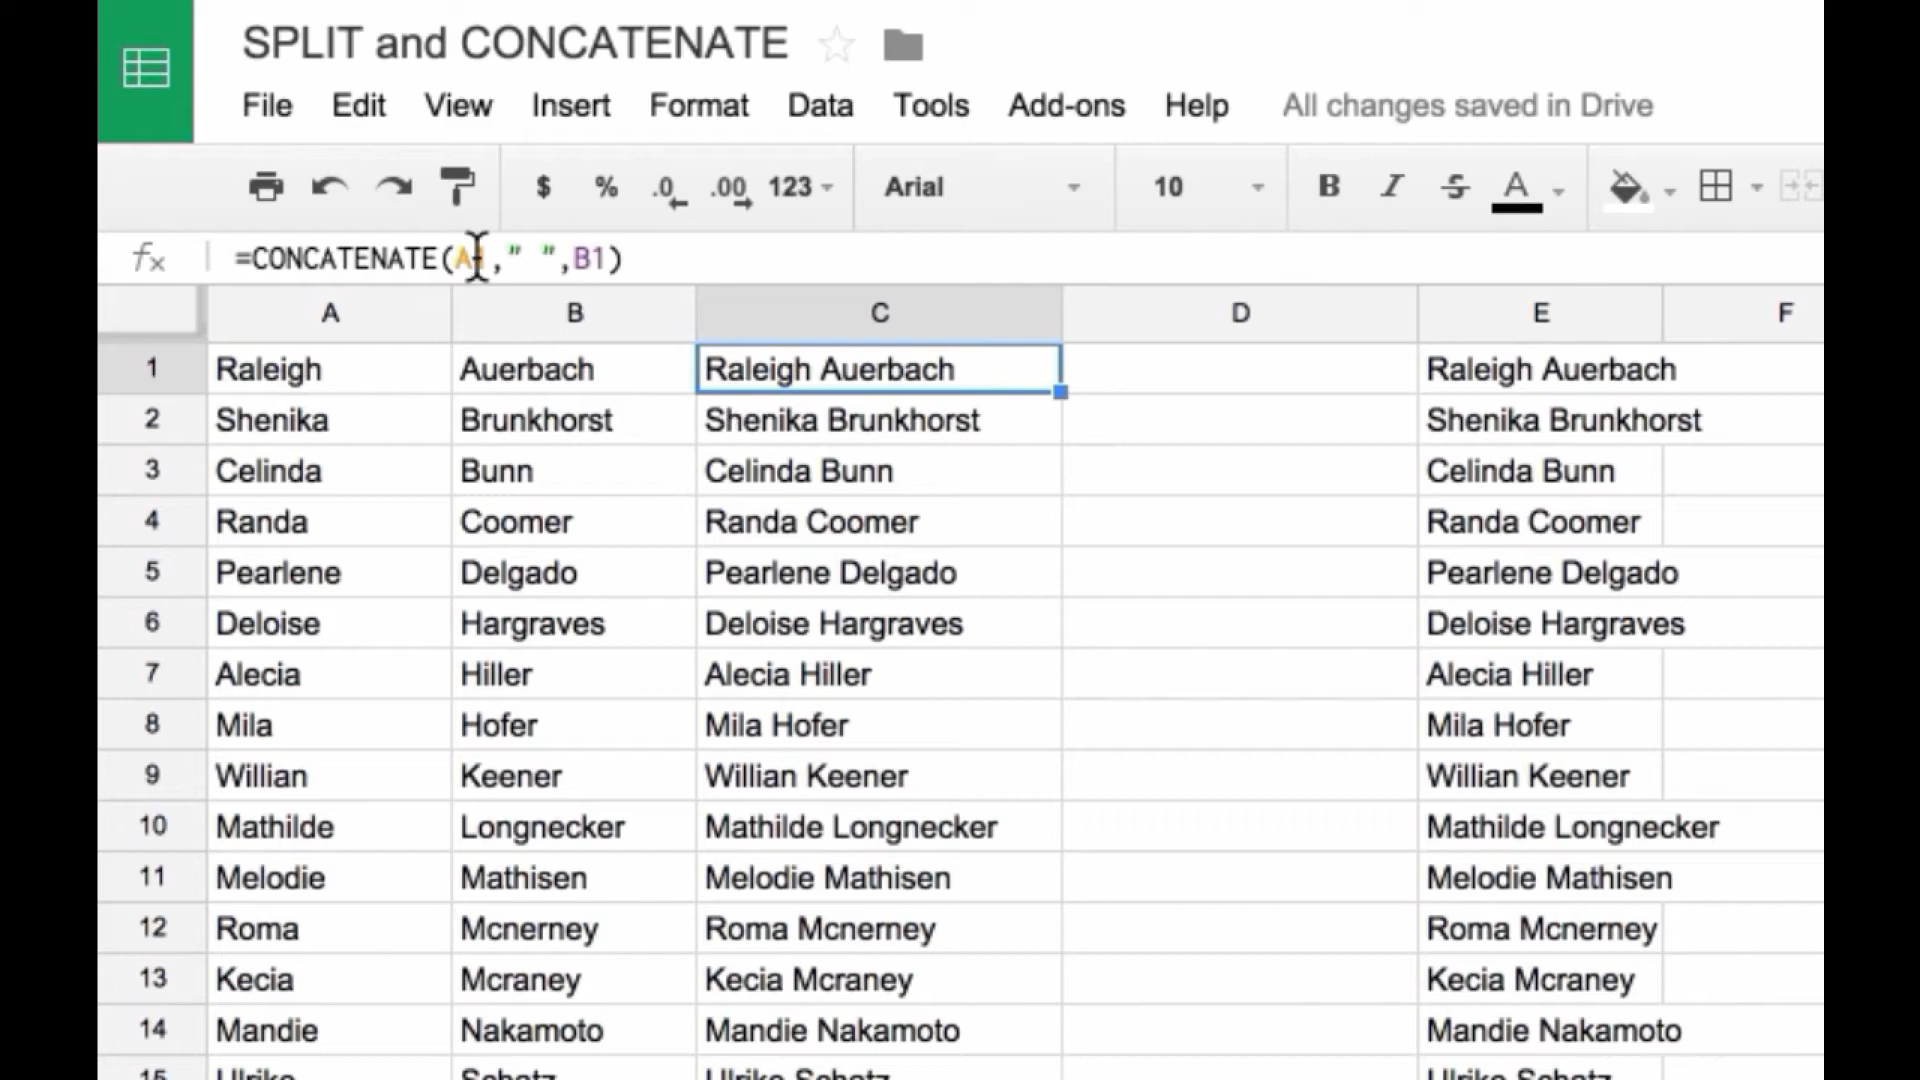 SPLIT and CONCATENATE
File Edit View Insert Format Data Tools Add-ons Help All changes saved in Drive
$ % .0 .00 123 Arial 10 B I S A
fx =CONCATENATE(A1," ",B1)
A B C D E F
1 Raleigh Auerbach Raleigh Auerbach Raleigh Auerbach
2 Shenika Brunkhorst Shenika Brunkhorst Shenika Brunkhorst
3 Celinda Bunn Celinda Bunn Celinda Bunn
4 Randa Coomer Randa Coomer Randa Coomer
5 Pearlene Delgado Pearlene Delgado Pearlene Delgado
6 Deloise Hargraves Deloise Hargraves Deloise Hargraves
7 Alecia Hiller Alecia Hiller Alecia Hiller
8 Mila Hofer Mila Hofer Mila Hofer
9 Willian Keener Willian Keener Willian Keener
10 Mathilde Longnecker Mathilde Longnecker Mathilde Longnecker
11 Melodie Mathisen Melodie Mathisen Melodie Mathisen
12 Roma Mcnerney Roma Mcnerney Roma Mcnerney
13 Kecia Mcraney Kecia Mcraney Kecia Mcraney
14 Mandie Nakamoto Mandie Nakamoto Mandie Nakamoto
15 Ulrike Schatz Ulrike Schatz Ulrike Schatz